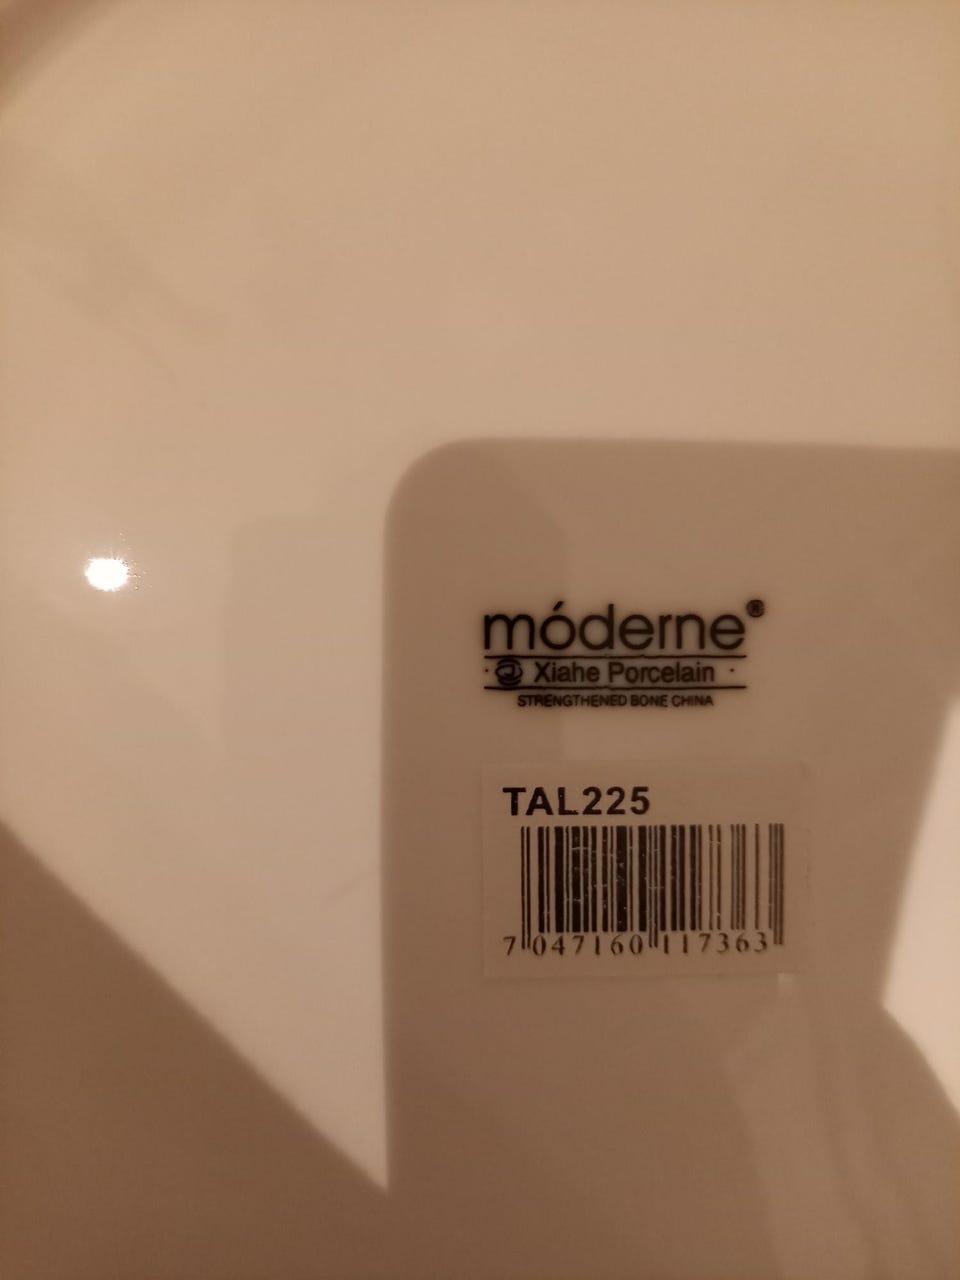 móderne®
Xiahe Porcelain
STRENGTHENED BONE CHINA
TAL225
7 047160 117363